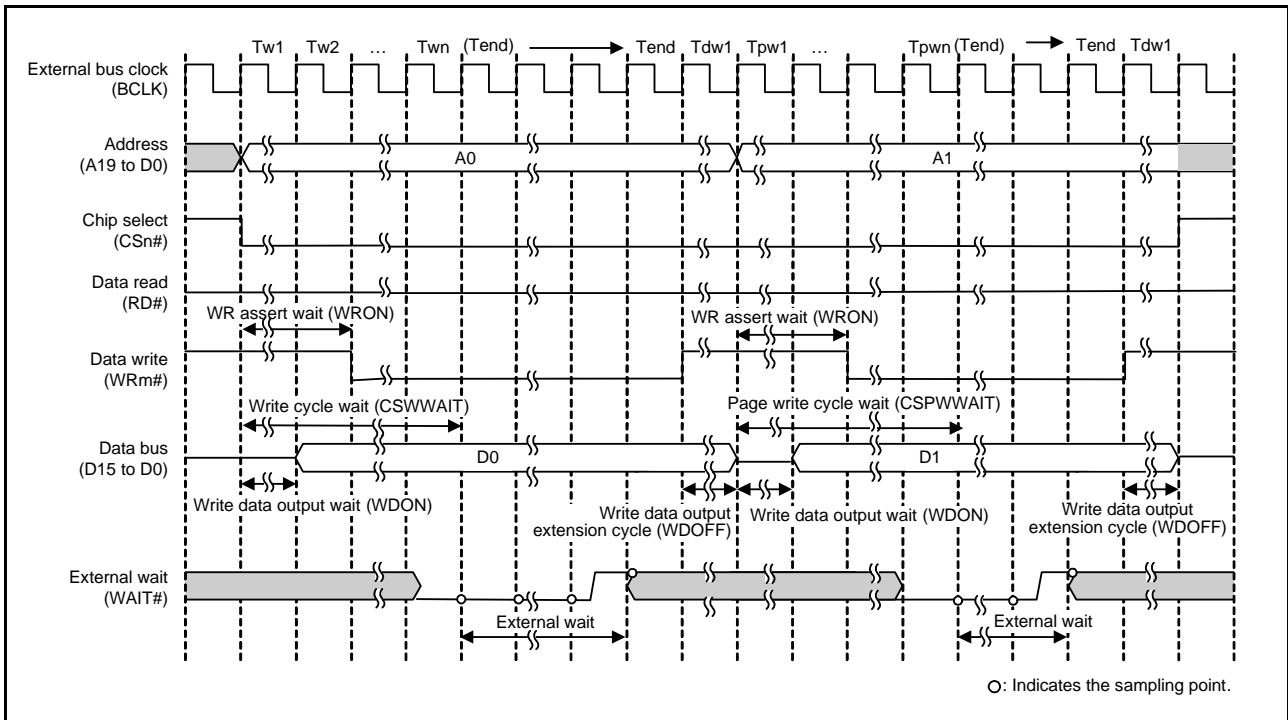 Tw1 Tw2 ... Twn (Tend) Tend Tdw1 Tpw1 ... Tpwn (Tend) Tend Tdw1
External bus clock
(BCLK)
Address
(A19 to D0)
A0 A1
Chip select
(CSn#)
Data read
(RD#)
WR assert wait (WRON) WR assert wait (WRON)
Data write
(WRm#)
Write cycle wait (CSWWAIT) Page write cycle wait (CSPWWAIT)
Data bus
(D15 to D0)
D0 D1
Write data output wait (WDON)
Write data output
extension cycle (WDOFF)
Write data output wait (WDON)
Write data output
extension cycle (WDOFF)
External wait
(WAIT#)
External wait External wait
: Indicates the sampling point.